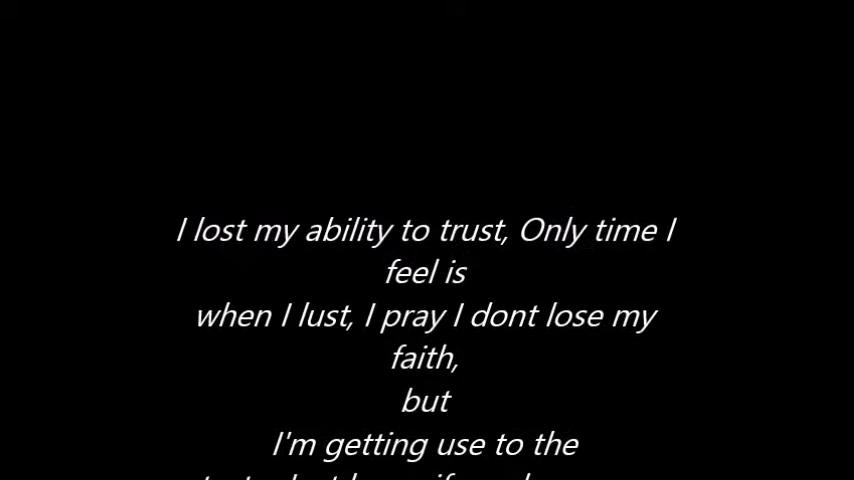 I lost my ability to trust, Only time I
feel is
when I lust, I pray I dont lose my
faith,
but
I'm getting use to the